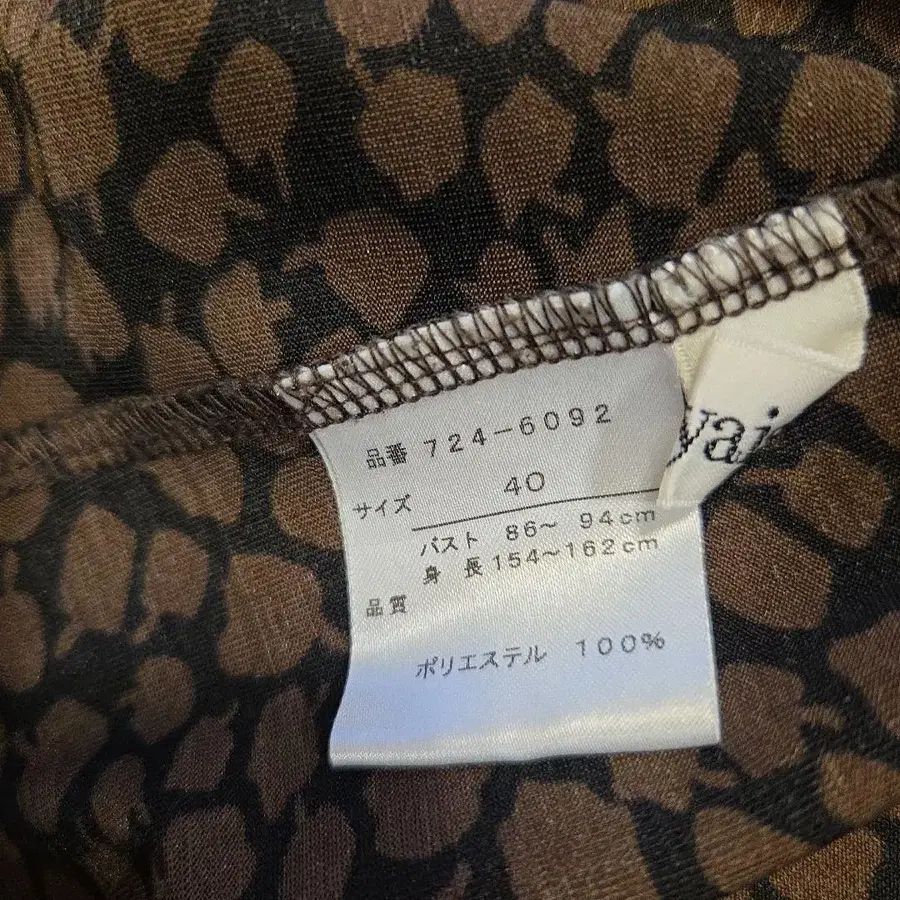 品番 724-6092
サイズ 40
バスト 86~ 94cm
身 長 154~162cm
品質
ポリエステル 100%